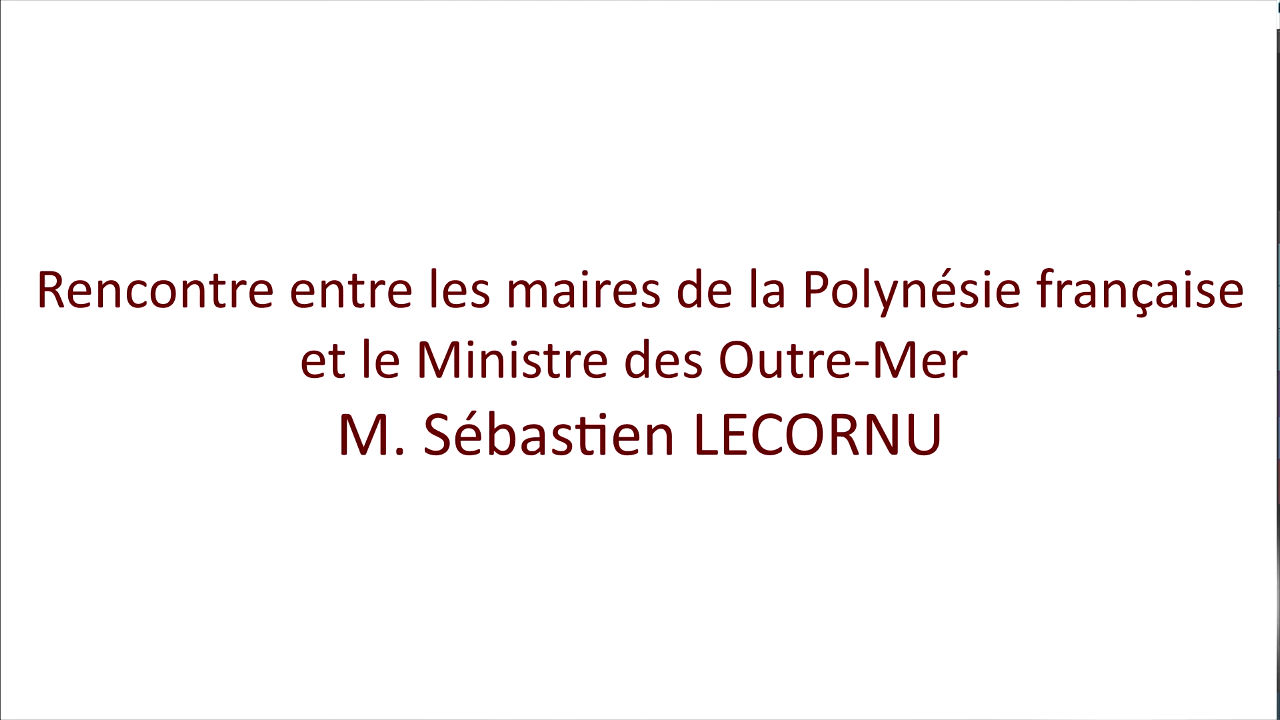 Rencontre entre les maires de la Polynésie française
et le Ministre des Outre-Mer
M. Sébastien LECORNU